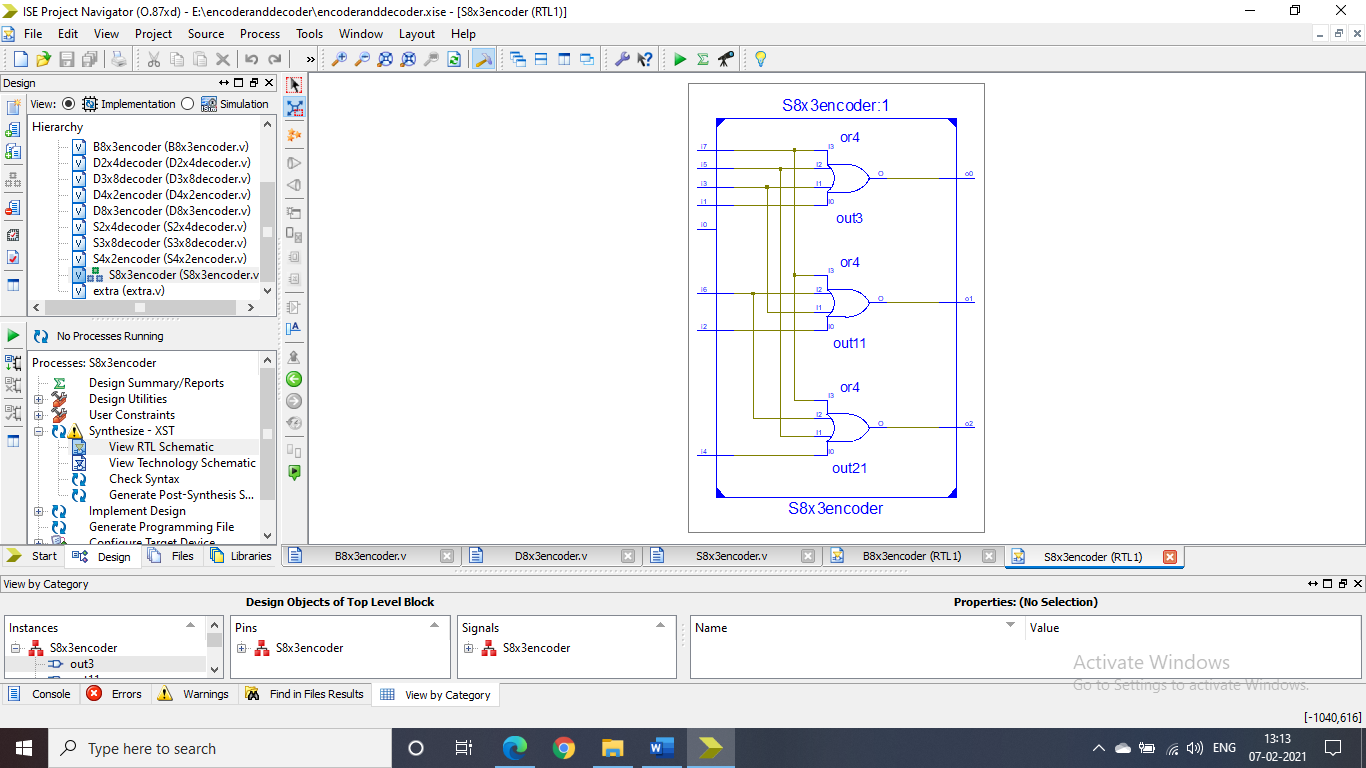 ISE Project Navigator (O.87xd) - E:\encoderanddecoder\encoderanddecoder.xise - [S8x3encoder (RTL1)]
File Edit View Project Source Process Tools Window Layout Help
»
Design
View: Implementation Simulation
Hierarchy
B8x3encoder (B8x3encoder.v)
D2x4decoder (D2x4decoder.v)
D3x8decoder (D3x8decoder.v)
D4x2encoder (D4x2encoder.v)
D8x3encoder (D8x3encoder.v)
S2x4decoder (S2x4decoder.v)
S3x8decoder (S3x8decoder.v)
S4x2encoder (S4x2encoder.v)
S8x3encoder (S8x3encoder.v
extra (extra.v)
No Processes Running
Processes: S8x3encoder
Design Summary/Reports
Design Utilities
User Constraints
Synthesize - XST
View RTL Schematic
View Technology Schematic
Check Syntax
Generate Post-Synthesis S...
Implement Design
Generate Programming File
Configure Target Device
Start Design Files Libraries
S8x3encoder:1
or4
i7 I3
i5 I2 O o0
i3 I1
i1 I0
out3
i0
or4
I3
i6 I2 O o1
I1
i2 I0
out11
or4
I3
I2 O o2
I1
i4 I0
out21
S8x3encoder
B8x3encoder.v D8x3encoder.v S8x3encoder.v B8x3encoder (RTL1) S8x3encoder (RTL1)
View by Category
Design Objects of Top Level Block Properties: (No Selection)
Instances Pins Signals Name Value
S8x3encoder S8x3encoder S8x3encoder
out3
out11
Activate Windows
Go to Settings to activate Windows.
Console Errors Warnings Find in Files Results View by Category
[-1040,616]
Type here to search
ENG
13:13
07-02-2021